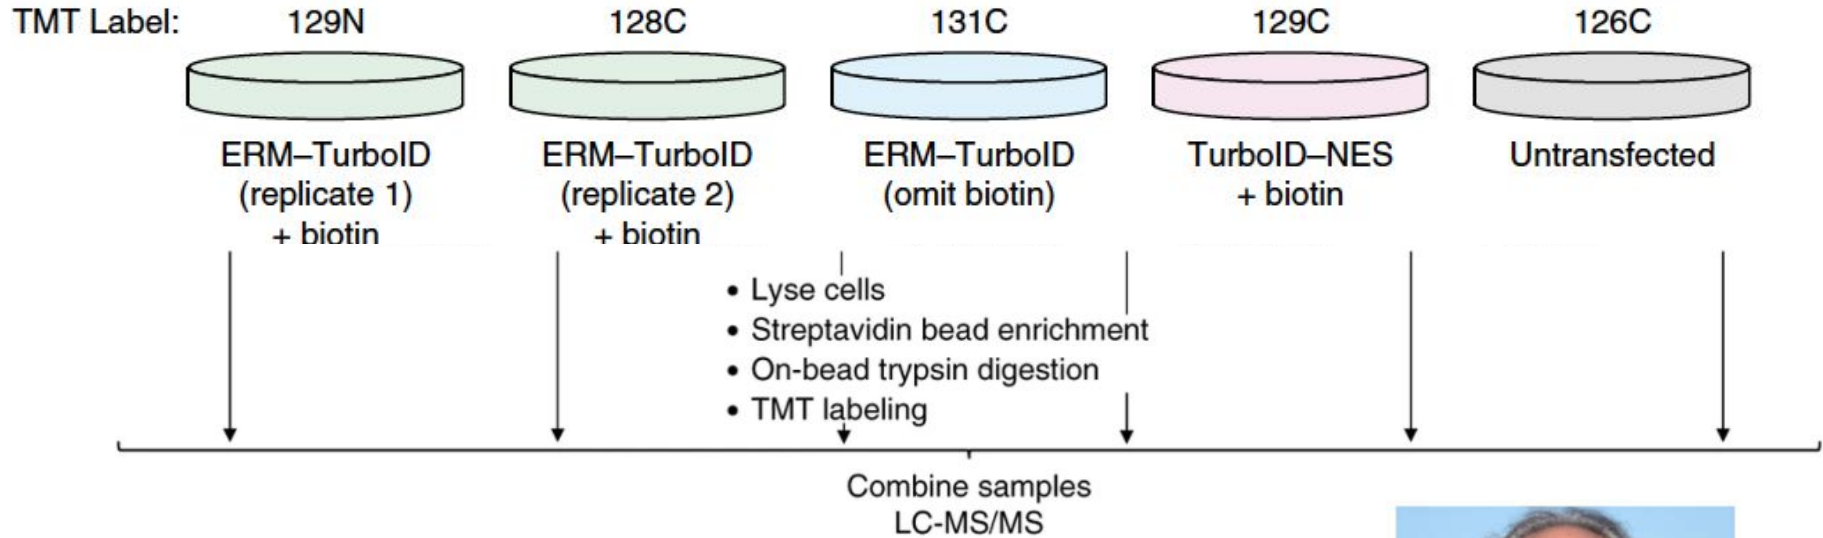 TMT Label: 129N 128C 131C 129C 126C
ERM–TurboID
(replicate 1)
+ biotin
ERM–TurboID
(replicate 2)
+ biotin
ERM–TurboID
(omit biotin)
TurboID–NES
+ biotin
Untransfected
• Lyse cells
• Streptavidin bead enrichment
• On-bead trypsin digestion
• TMT labeling
Combine samples
LC-MS/MS